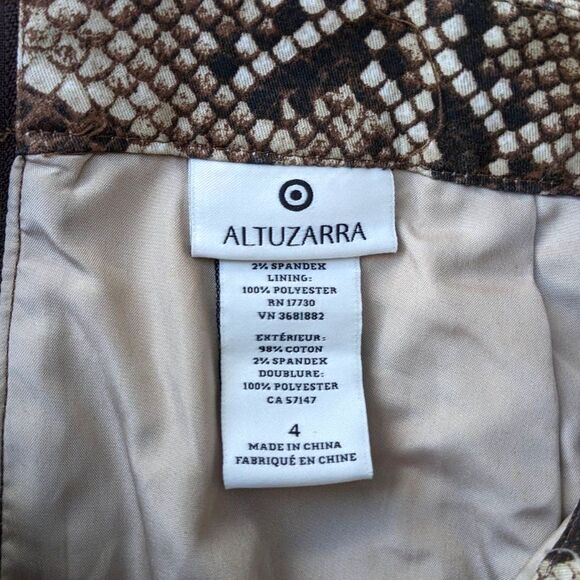 ALTUZARRA
2% SPANDEX
LINING:
100% POLYESTER
RN 17730
VN 3681882
EXTÉRIEUR:
98% COTON
2% SPANDEX
DOUBLURE:
100% POLYESTER
CA 57147
4
MADE IN CHINA
FABRIQUÉ EN CHINE